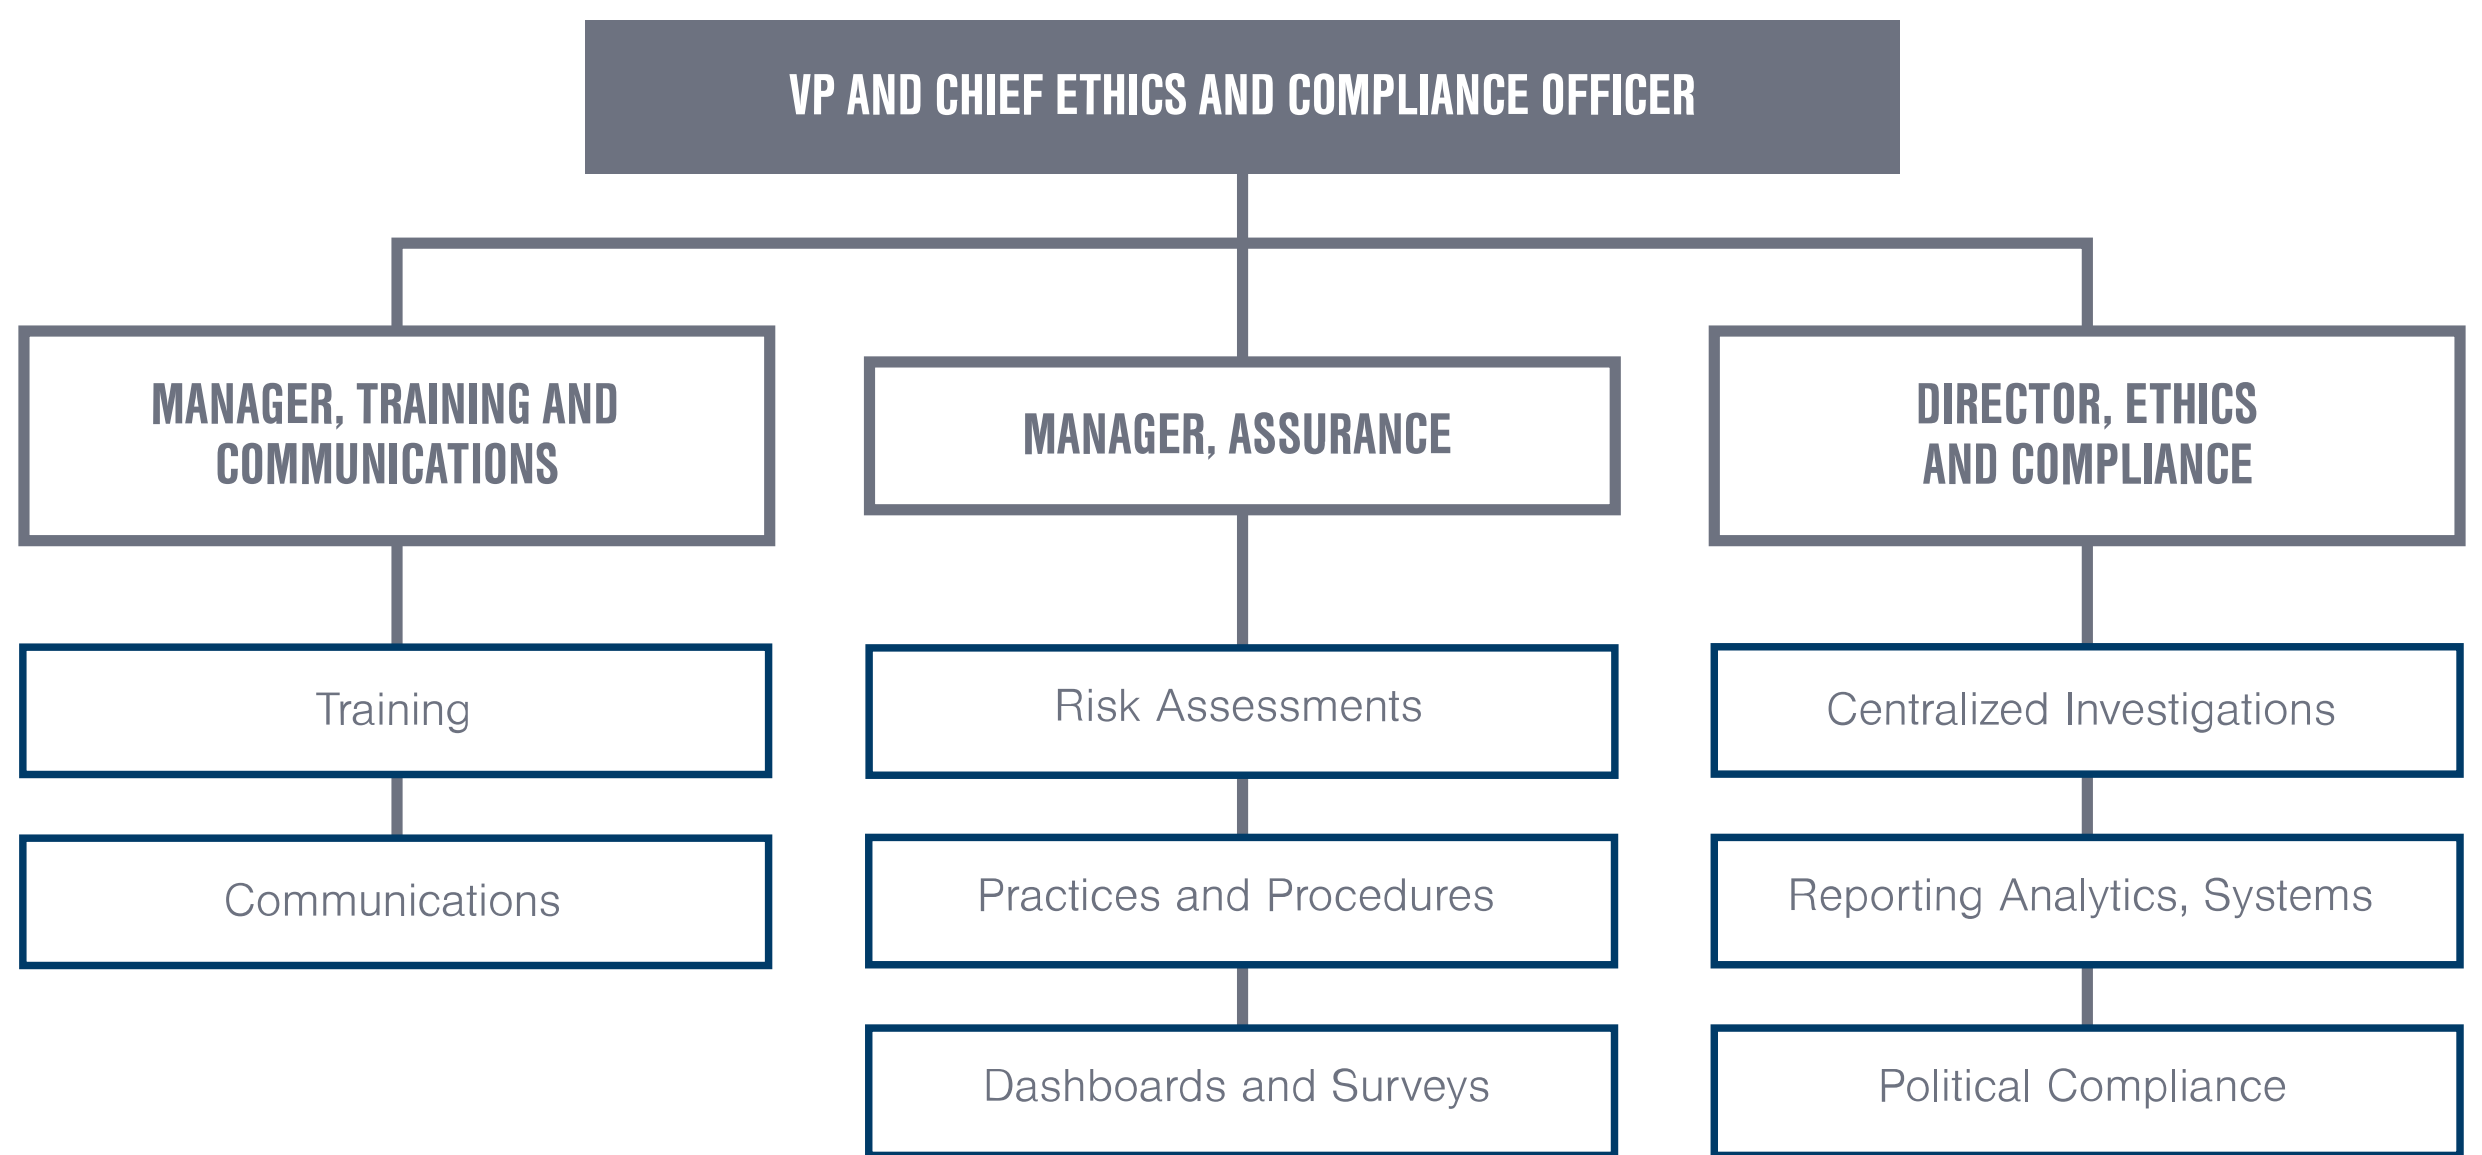 VP AND CHIEF ETHICS AND COMPLIANCE OFFICER
MANAGER, TRAINING AND
COMMUNICATIONS
MANAGER, ASSURANCE
DIRECTOR, ETHICS
AND COMPLIANCE
Training
Risk Assessments
Centralized Investigations
Communications
Practices and Procedures
Reporting Analytics, Systems
Dashboards and Surveys
Political Compliance